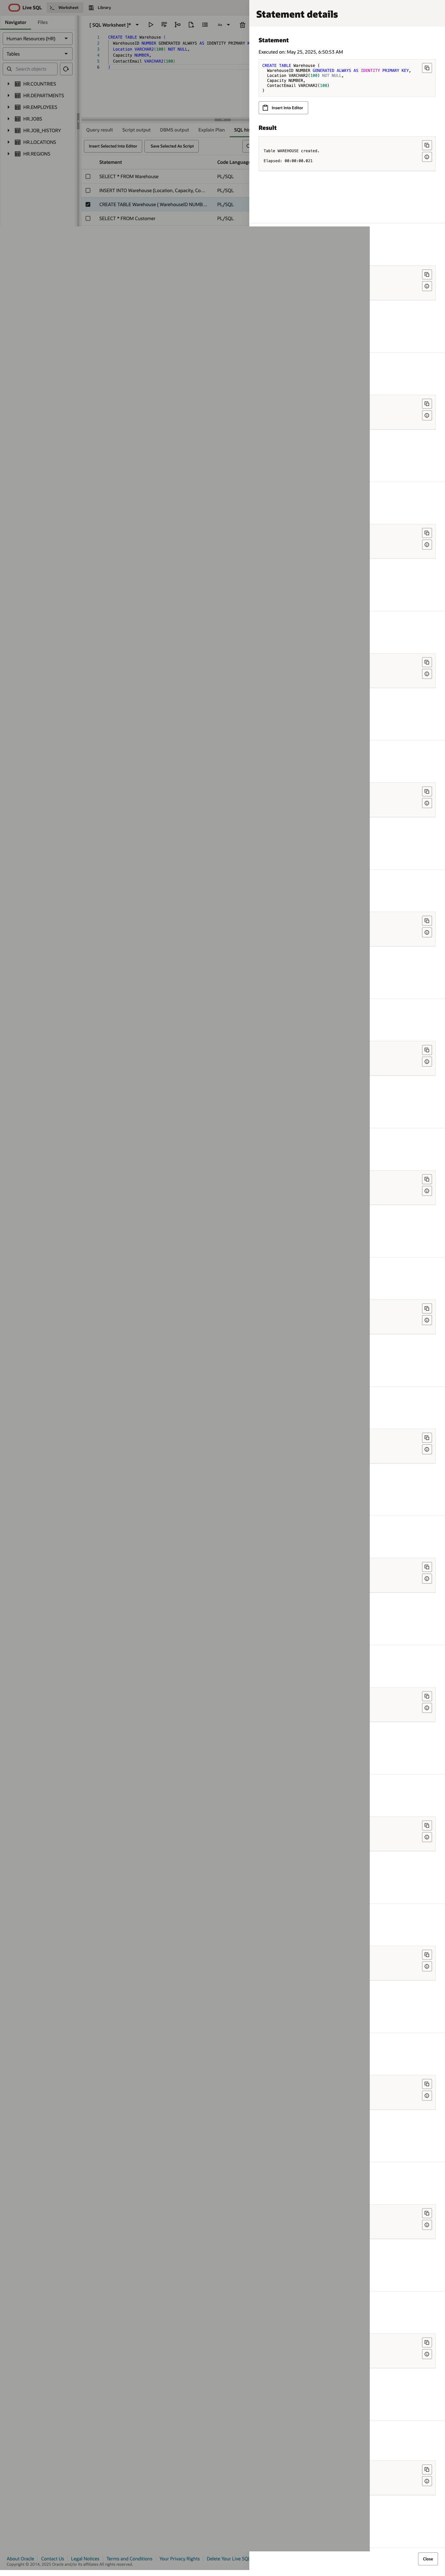 Live SQL
Worksheet
Library
Navigator
Files
Human Resources (HR)
Tables
Search objects
HR.COUNTRIES
HR.DEPARTMENTS
HR.EMPLOYEES
HR.JOBS
HR.JOB_HISTORY
HR.LOCATIONS
HR.REGIONS
[ SQL Worksheet ]*
Aa
1 CREATE TABLE Warehouse (
2 WarehouseID NUMBER GENERATED ALWAYS AS IDENTITY PRIMARY
3 Location VARCHAR2(100) NOT NULL,
4 Capacity NUMBER,
5 ContactEmail VARCHAR2(100)
6 )
Query result
Script output
DBMS output
Explain Plan
SQL
Insert Selected Into Editor
Save Selected As Script
Statement
Code Language
SELECT * FROM Warehouse
PL/SQL
INSERT INTO Warehouse (Location, Capacity, Co...
PL/SQL
CREATE TABLE Warehouse ( WarehouseID NUMB...
PL/SQL
SELECT * FROM Customer
PL/SQL
Statement details
Statement
Executed on: May 25, 2025, 6:50:53 AM
CREATE TABLE Warehouse (
WarehouseID NUMBER GENERATED ALWAYS AS IDENTITY PRIMARY KEY,
Location VARCHAR2(100) NOT NULL,
Capacity NUMBER,
ContactEmail VARCHAR2(100)
)
Insert Into Editor
Result
Table WAREHOUSE created.
Elapsed: 00:00:00.021
About Oracle
Contact Us
Legal Notices
Terms and Conditions
Your Privacy Rights
Delete Your Live SQL
Copyright © 2014, 2025 Oracle and/or its affiliates All rights reserved.
Close